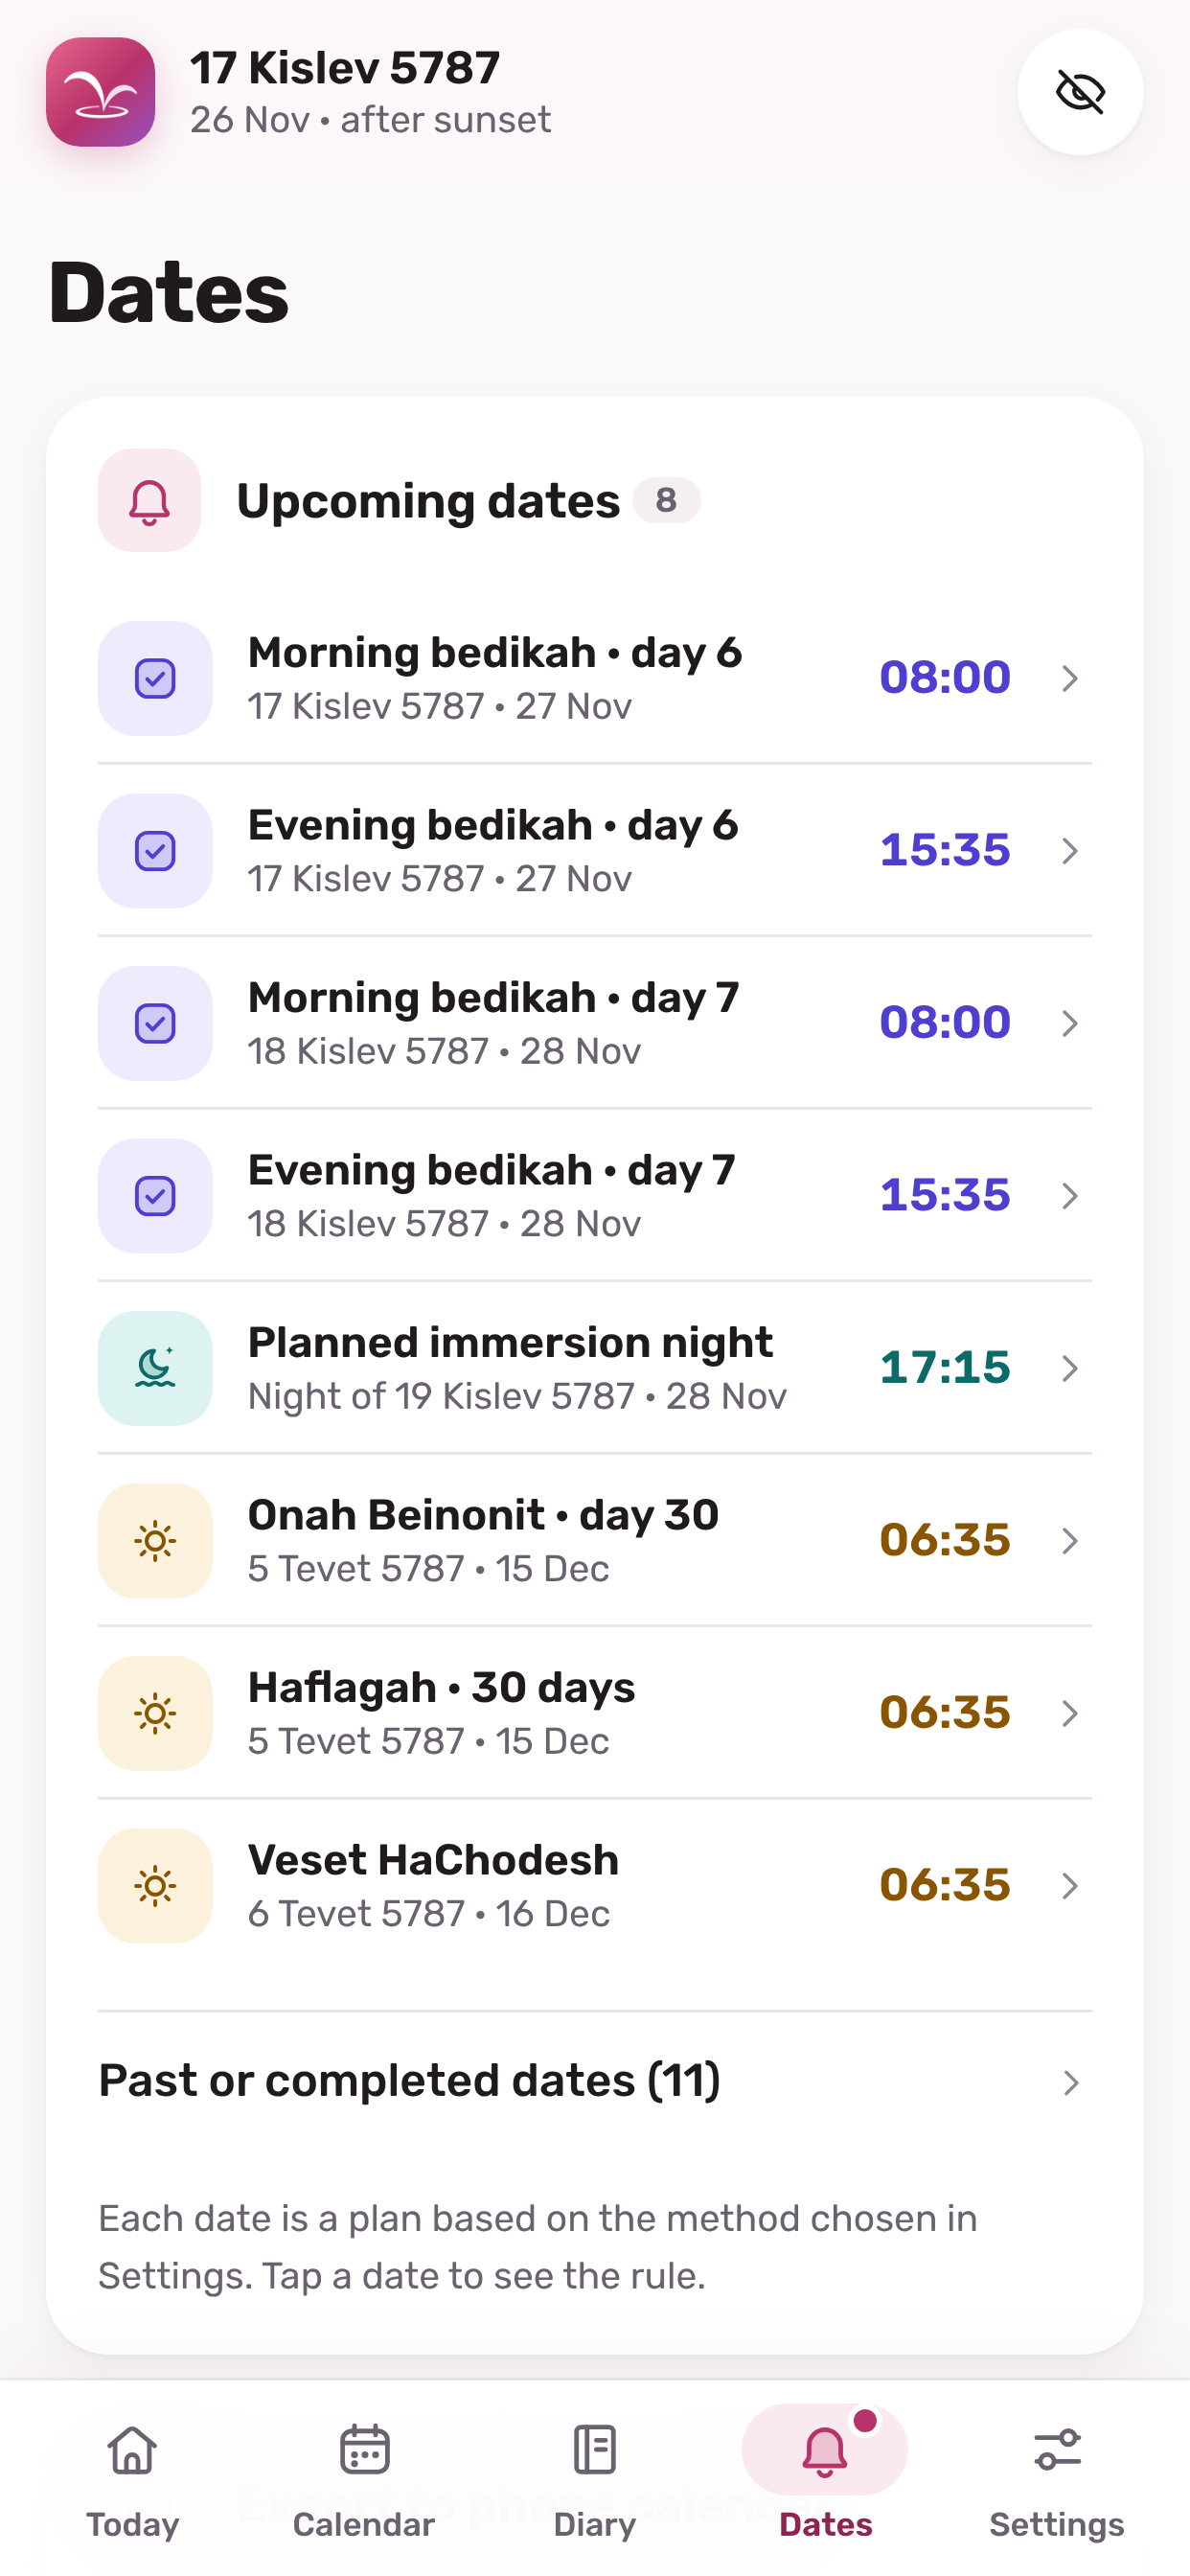 17 Kislev 5787
26 Nov • after sunset
Dates
Upcoming dates 8
Morning bedikah • day 6
17 Kislev 5787 • 27 Nov
08:00
Evening bedikah • day 6
17 Kislev 5787 • 27 Nov
15:35
Morning bedikah • day 7
18 Kislev 5787 • 28 Nov
08:00
Evening bedikah • day 7
18 Kislev 5787 • 28 Nov
15:35
Planned immersion night
Night of 19 Kislev 5787 • 28 Nov
17:15
Onah Beinonit • day 30
5 Tevet 5787 • 15 Dec
06:35
Haflagah • 30 days
5 Tevet 5787 • 15 Dec
06:35
Veset HaChodesh
6 Tevet 5787 • 16 Dec
06:35
Past or completed dates (11)
Each date is a plan based on the method chosen in
Settings. Tap a date to see the rule.
Export to phone calendar
Today
Calendar
Diary
Dates
Settings